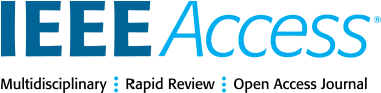 IEEE Access®
Multidisciplinary ⋮ Rapid Review ⋮ Open Access Journal